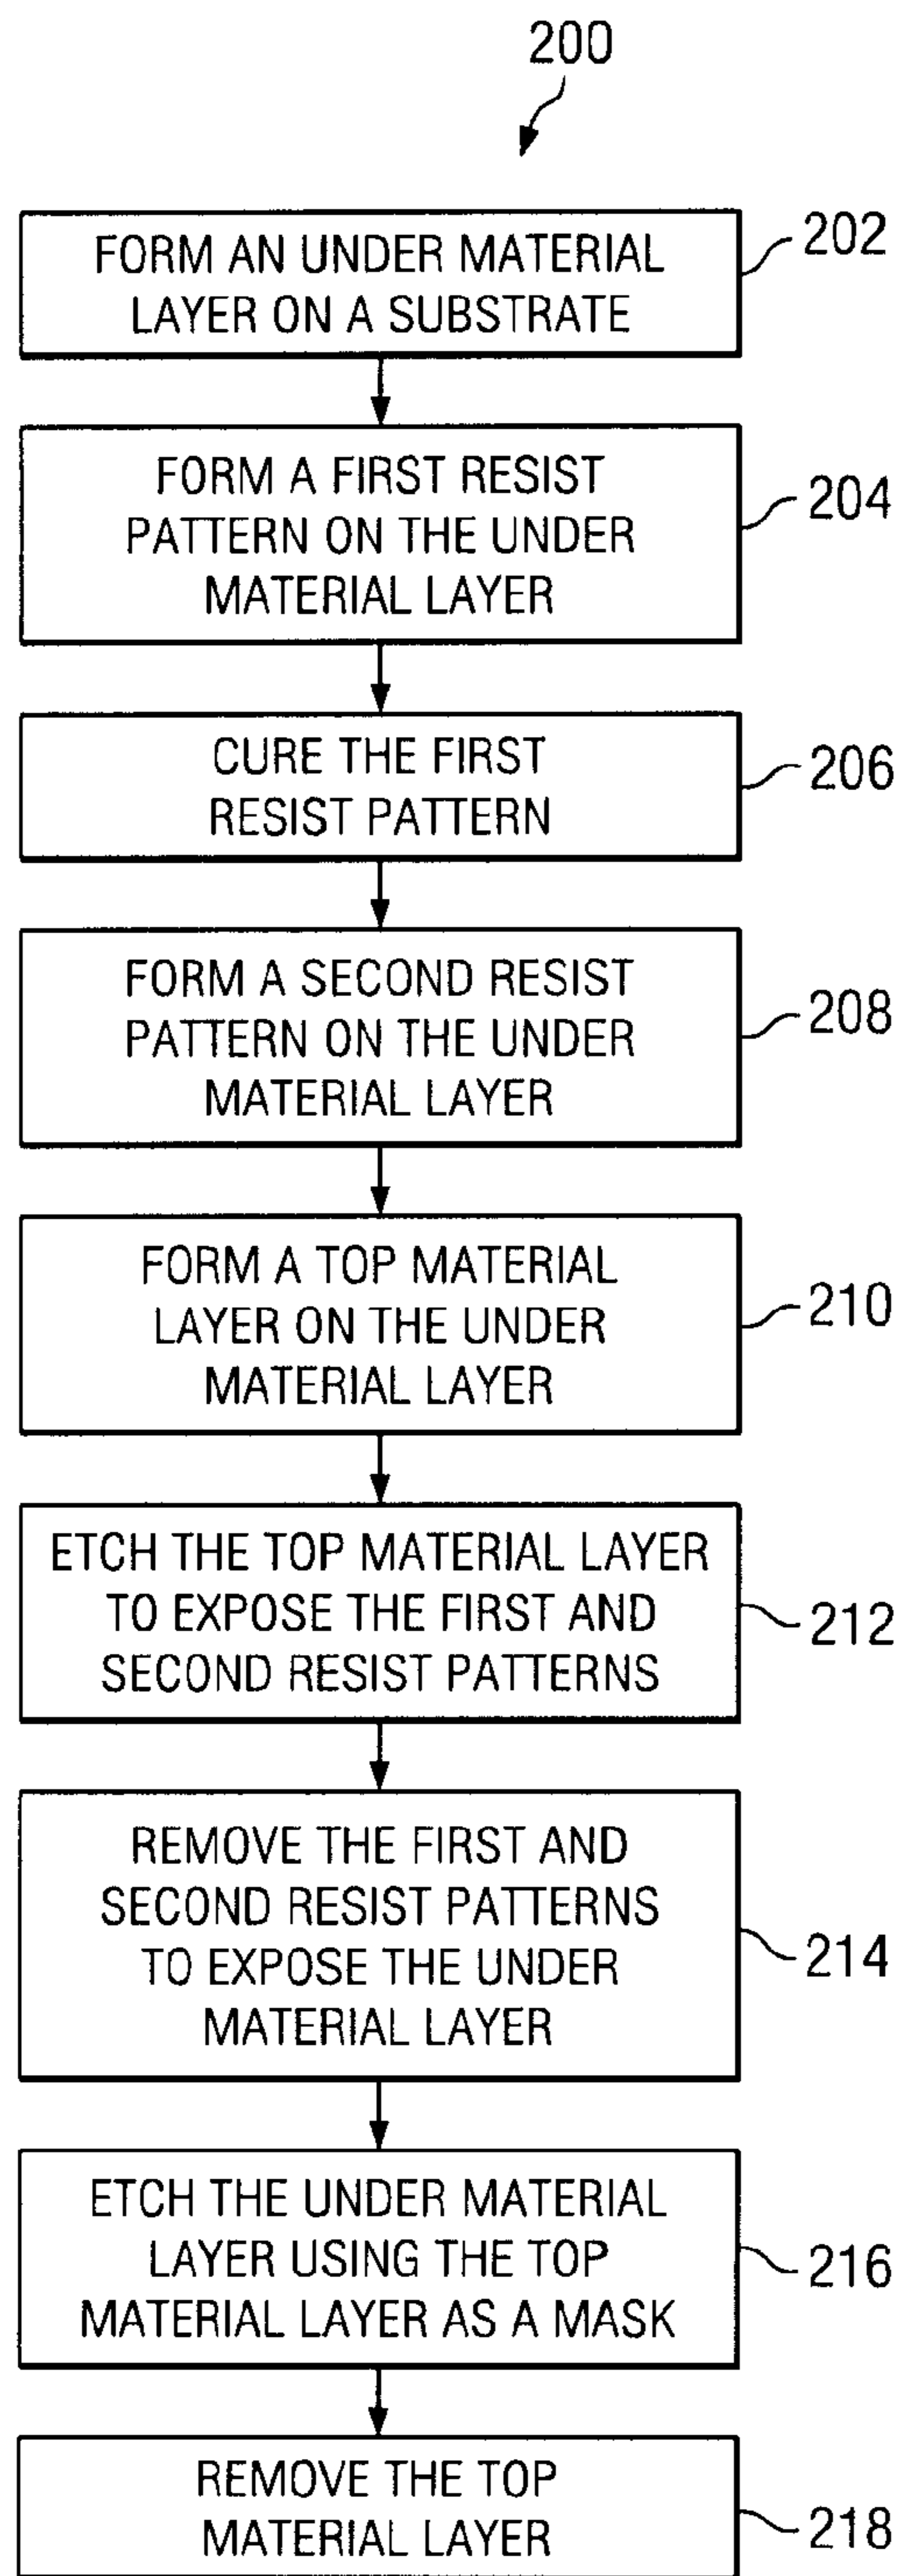 200
FORM AN UNDER MATERIAL
LAYER ON A SUBSTRATE
202
FORM A FIRST RESIST
PATTERN ON THE UNDER
MATERIAL LAYER
204
CURE THE FIRST
RESIST PATTERN
206
FORM A SECOND RESIST
PATTERN ON THE UNDER
MATERIAL LAYER
208
FORM A TOP MATERIAL
LAYER ON THE UNDER
MATERIAL LAYER
210
ETCH THE TOP MATERIAL LAYER
TO EXPOSE THE FIRST AND
SECOND RESIST PATTERNS
212
REMOVE THE FIRST AND
SECOND RESIST PATTERNS
TO EXPOSE THE UNDER
MATERIAL LAYER
214
ETCH THE UNDER MATERIAL
LAYER USING THE TOP
MATERIAL LAYER AS A MASK
216
REMOVE THE TOP
MATERIAL LAYER
218